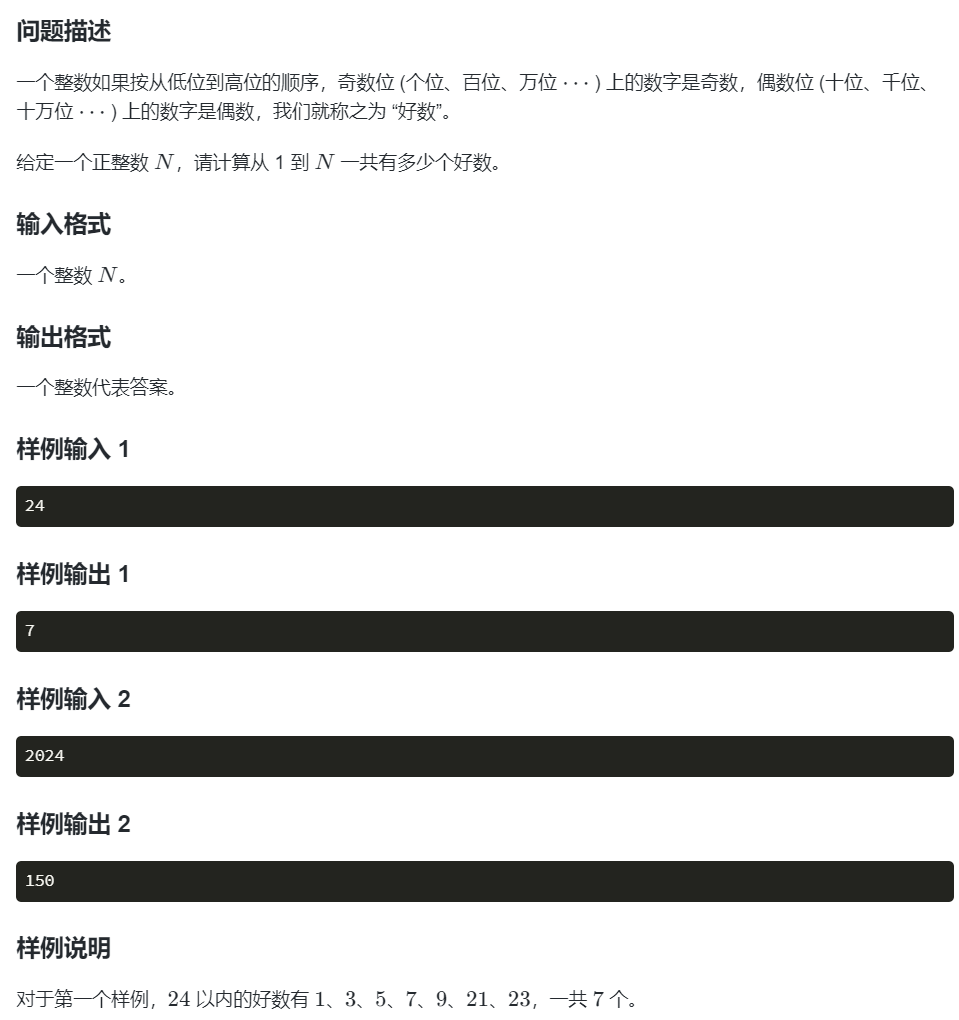 问题描述
一个整数如果按从低位到高位的顺序，奇数位 (个位、百位、万位 ⋯ ) 上的数字是奇数，偶数位 (十位、千位、
十万位 ⋯ ) 上的数字是偶数，我们就称之为 “好数”。
给定一个正整数 N，请计算从 1 到 N 一共有多少个好数。
输入格式
一个整数 N。
输出格式
一个整数代表答案。
样例输入 1
24
样例输出 1
7
样例输入 2
2024
样例输出 2
150
样例说明
对于第一个样例，24 以内的好数有 1、3、5、7、9、21、23，一共 7 个。